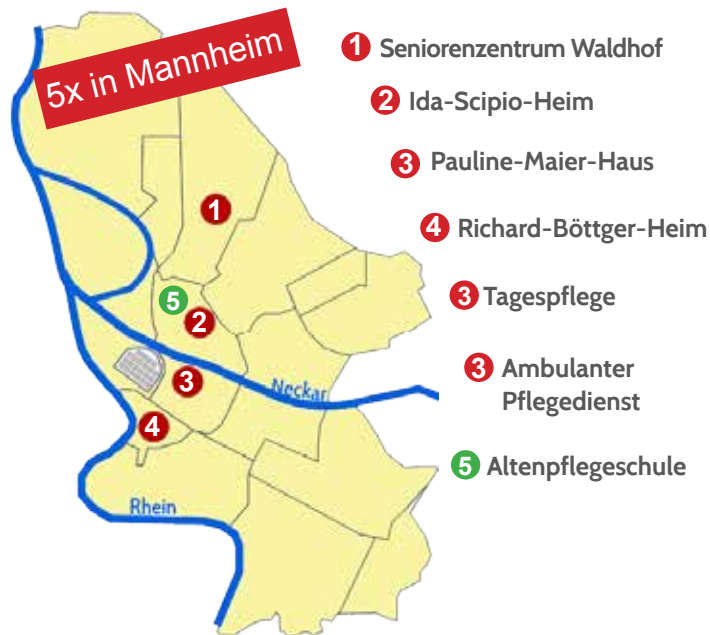 5x in Mannheim
1 Seniorenzentrum Waldhof
2 Ida-Scipio-Heim
3 Pauline-Maier-Haus
4 Richard-Böttger-Heim
3 Tagespflege
3 Ambulanter
Pflegedienst
5 Altenpflegeschule
1
5
2
3
4
Neckar
Rhein